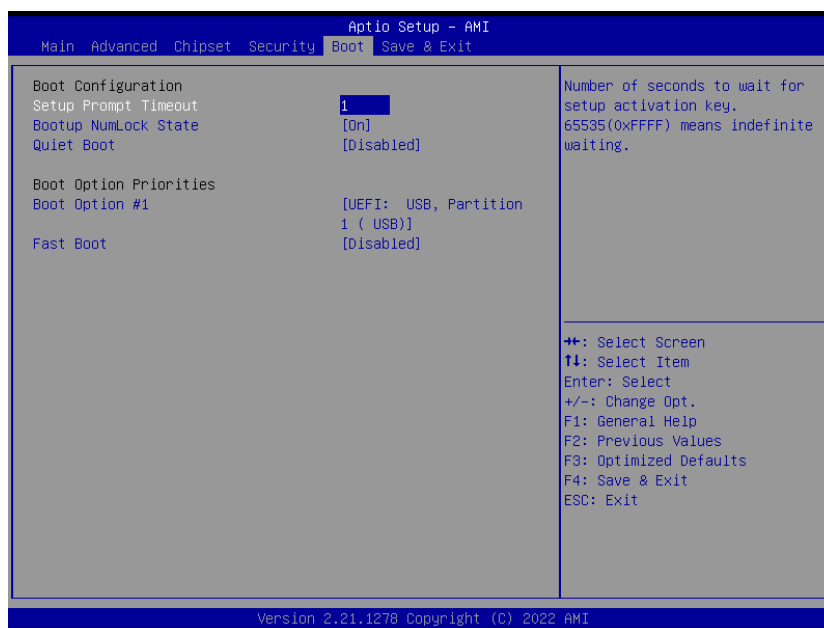 Aptio Setup – AMI
Main Advanced Chipset Security Boot Save & Exit
Boot Configuration
Setup Prompt Timeout 1
Bootup NumLock State [On]
Quiet Boot [Disabled]
Boot Option Priorities
Boot Option #1 [UEFI: USB, Partition
1 ( USB)]
Fast Boot [Disabled]
Number of seconds to wait for
setup activation key.
65535(0xFFFF) means indefinite
waiting.
→←: Select Screen
↑↓: Select Item
Enter: Select
+/-: Change Opt.
F1: General Help
F2: Previous Values
F3: Optimized Defaults
F4: Save & Exit
ESC: Exit
Version 2.21.1278 Copyright (C) 2022 AMI